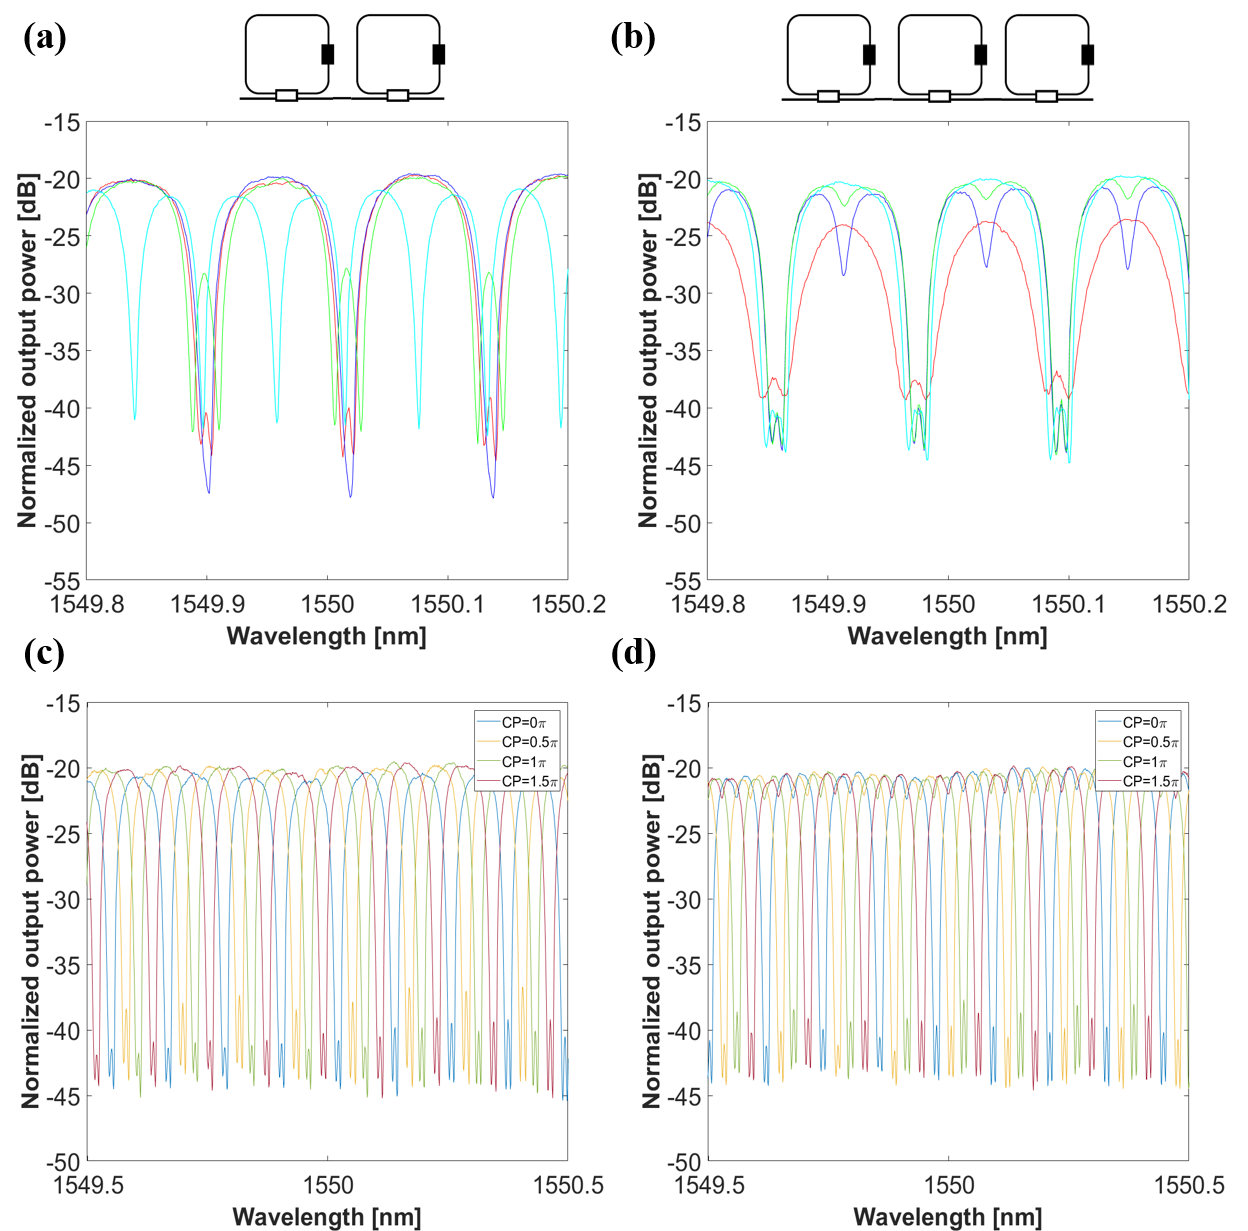 (a)
-15
-20
-25
-30
-35
-40
-45
-50
-55
Normalized output power [dB]
1549.8 1549.9 1550 1550.1 1550.2
Wavelength [nm]
(b)
-15
-20
-25
-30
-35
-40
-45
-50
-55
Normalized output power [dB]
1549.8 1549.9 1550 1550.1 1550.2
Wavelength [nm]
(c)
-15
-20
-25
-30
-35
-40
-45
-50
Normalized output power [dB]
CP=0π
CP=0.5π
CP=1π
CP=1.5π
1549.5 1550 1550.5
Wavelength [nm]
(d)
-15
-20
-25
-30
-35
-40
-45
-50
Normalized output power [dB]
CP=0π
CP=0.5π
CP=1π
CP=1.5π
1549.5 1550 1550.5
Wavelength [nm]